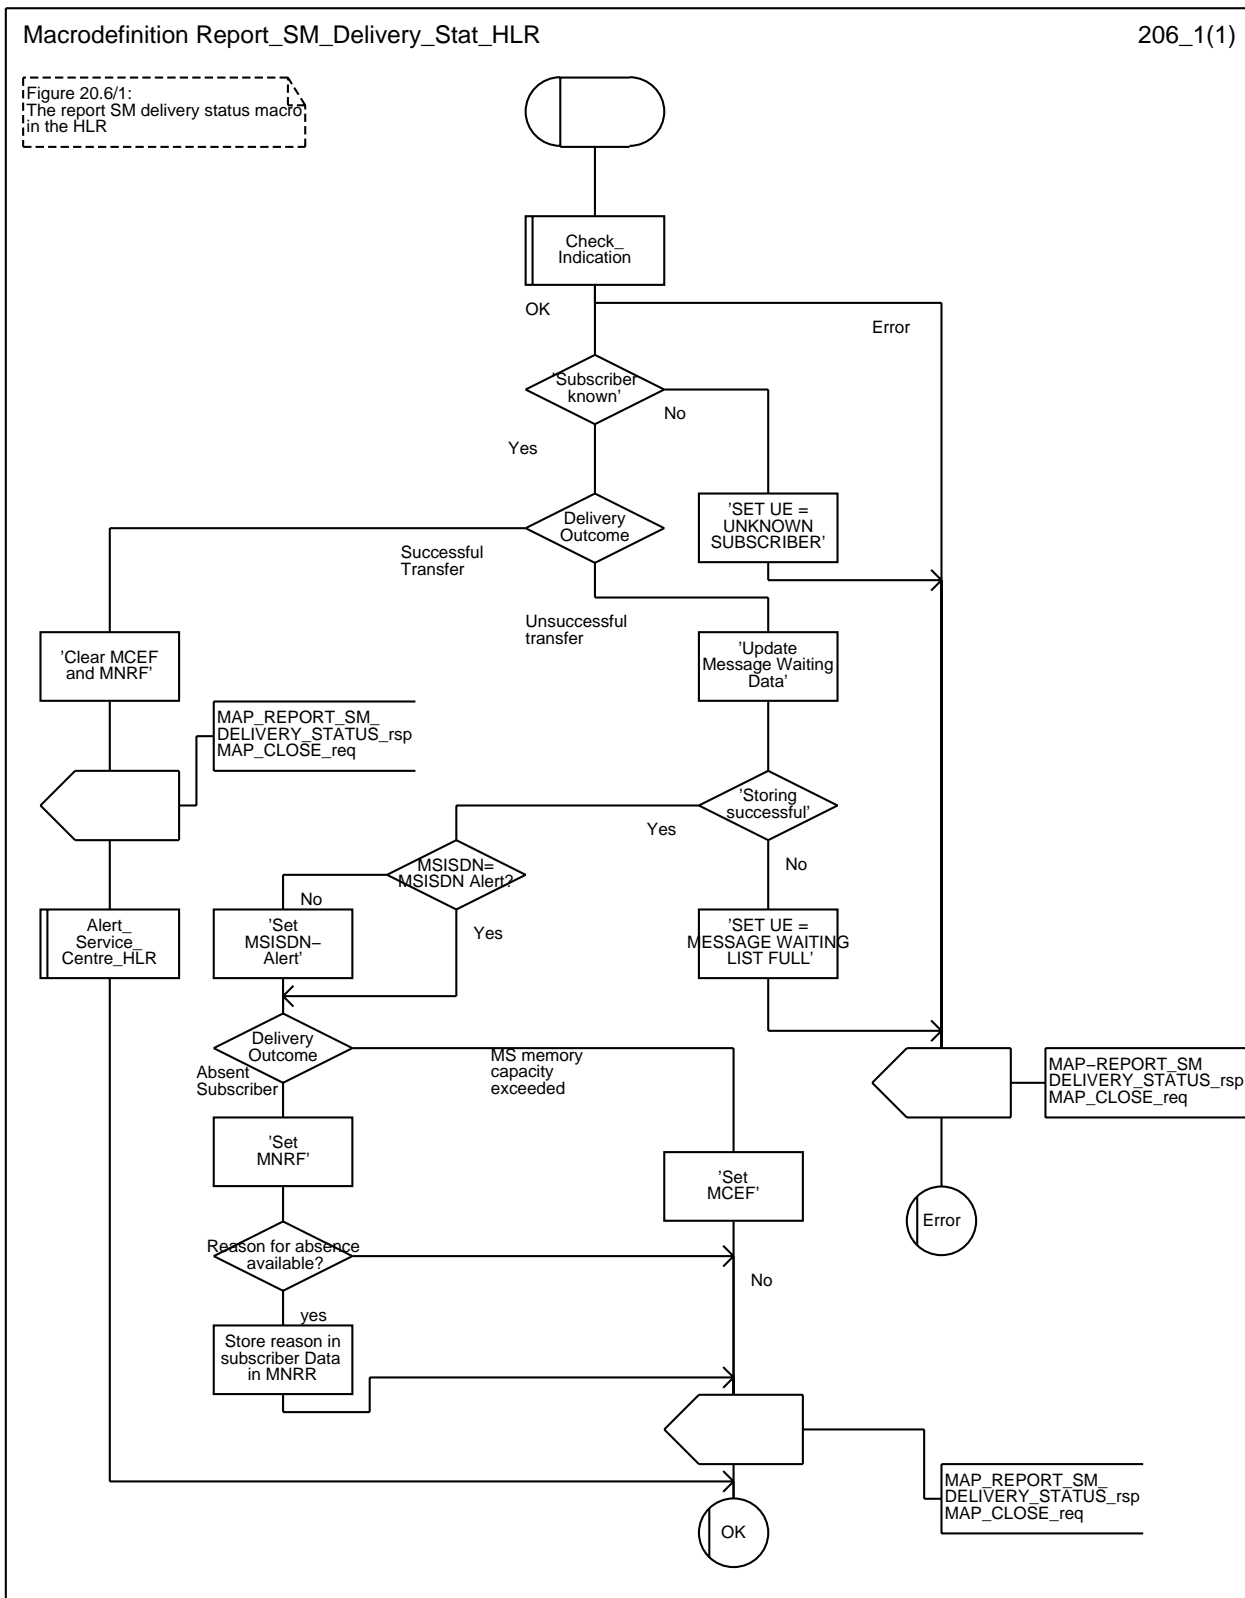 Macrodefinition Report_SM_Delivery_Stat_HLR
206_1(1)
Figure 20.6/1:
The report SM delivery status macro
in the HLR
Check_
Indication
OK
Error
'Subscriber
known'
No
Yes
Delivery
Outcome
'SET UE =
UNKNOWN
SUBSCRIBER'
Successful
Transfer
Unsuccessful
transfer
'Clear MCEF
and MNRF'
'Update
Message Waiting
Data'
MAP_REPORT_SM_
DELIVERY_STATUS_rsp
MAP_CLOSE_req
'Storing
successful'
Yes
No
MSISDN=
MSISDN Alert?
No
Yes
Alert_
Service_
Centre_HLR
'Set
MSISDN–
Alert'
'SET UE =
MESSAGE WAITING
LIST FULL'
Delivery
Outcome
Absent
Subscriber
MS memory
capacity
exceeded
MAP–REPORT_SM
DELIVERY_STATUS_rsp
MAP_CLOSE_req
'Set
MNRF'
'Set
MCEF'
Error
Reason for absence
available?
No
yes
Store reason in
subscriber Data
in MNRR
MAP_REPORT_SM_
DELIVERY_STATUS_rsp
MAP_CLOSE_req
OK